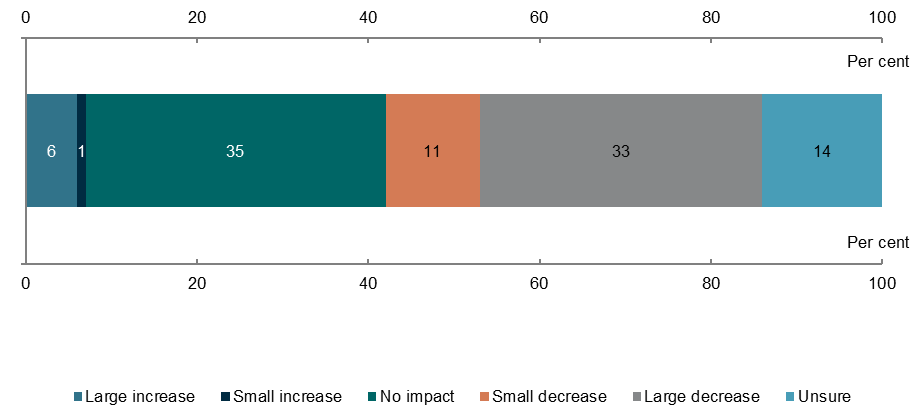 0 20 40 60 80 100
Per cent
6 1 35 11 33 14
Per cent
0 20 40 60 80 100
Large increase Small increase No impact Small decrease Large decrease Unsure